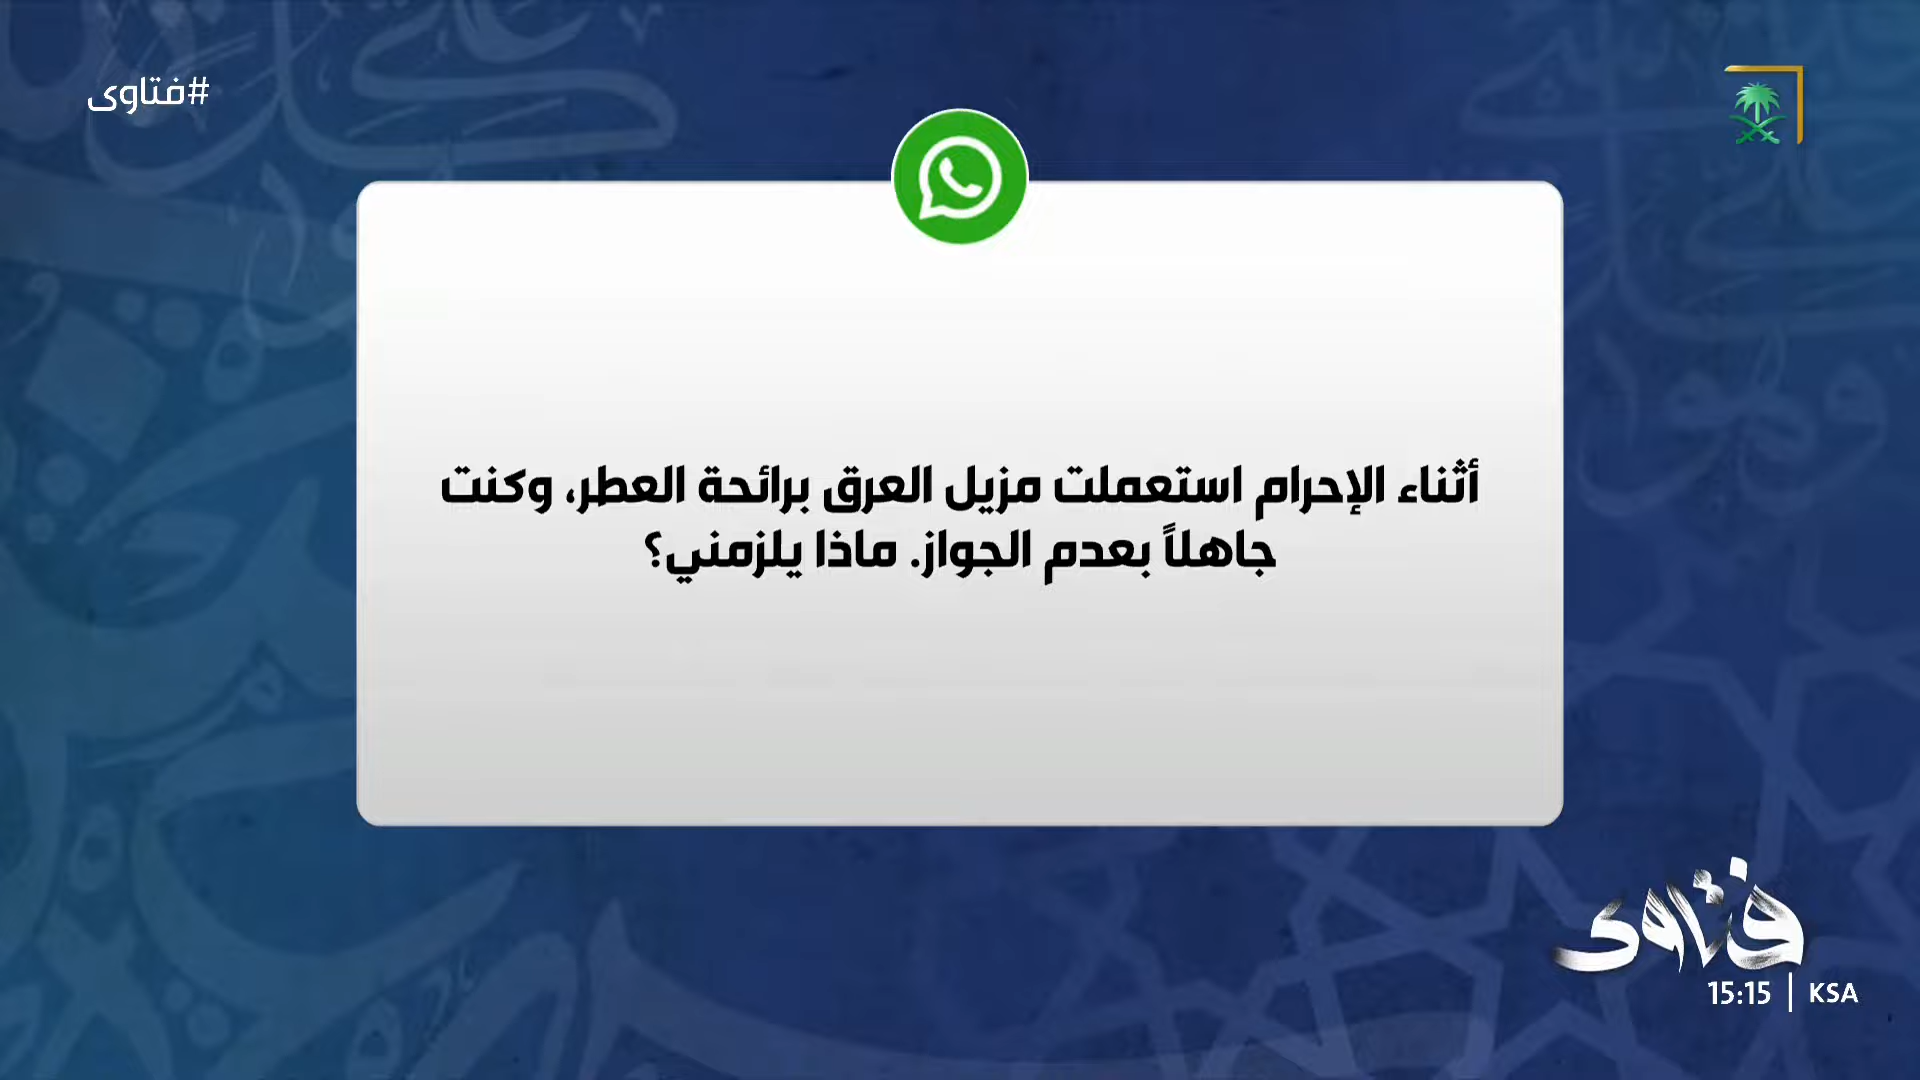 #فتاوى
أثناء الإحرام استعملت مزيل العرق برائحة العطر، وكنت
جاهلاً بعدم الجواز. ماذا يلزمني؟
فتاوى
15:15 | KSA